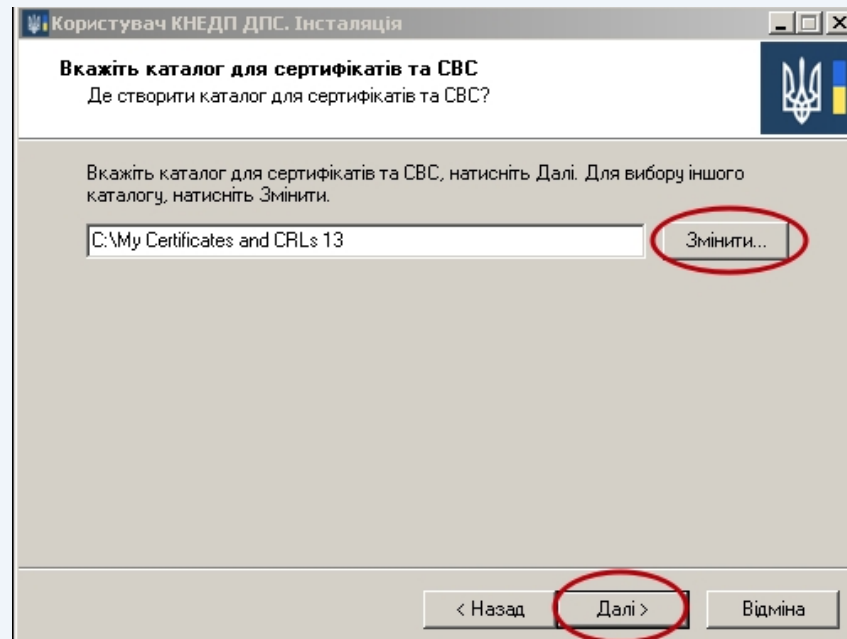 Користувач КНЕДП ДПС. Інсталяція
Вкажіть каталог для сертифікатів та СВС
Де створити каталог для сертифікатів та СВС?
Вкажіть каталог для сертифікатів та СВС, натисніть Далі. Для вибору іншого
каталогу, натисніть Змінити.
C:\My Certificates and CRLs 13
Змінити...
< Назад
Далі >
Відміна